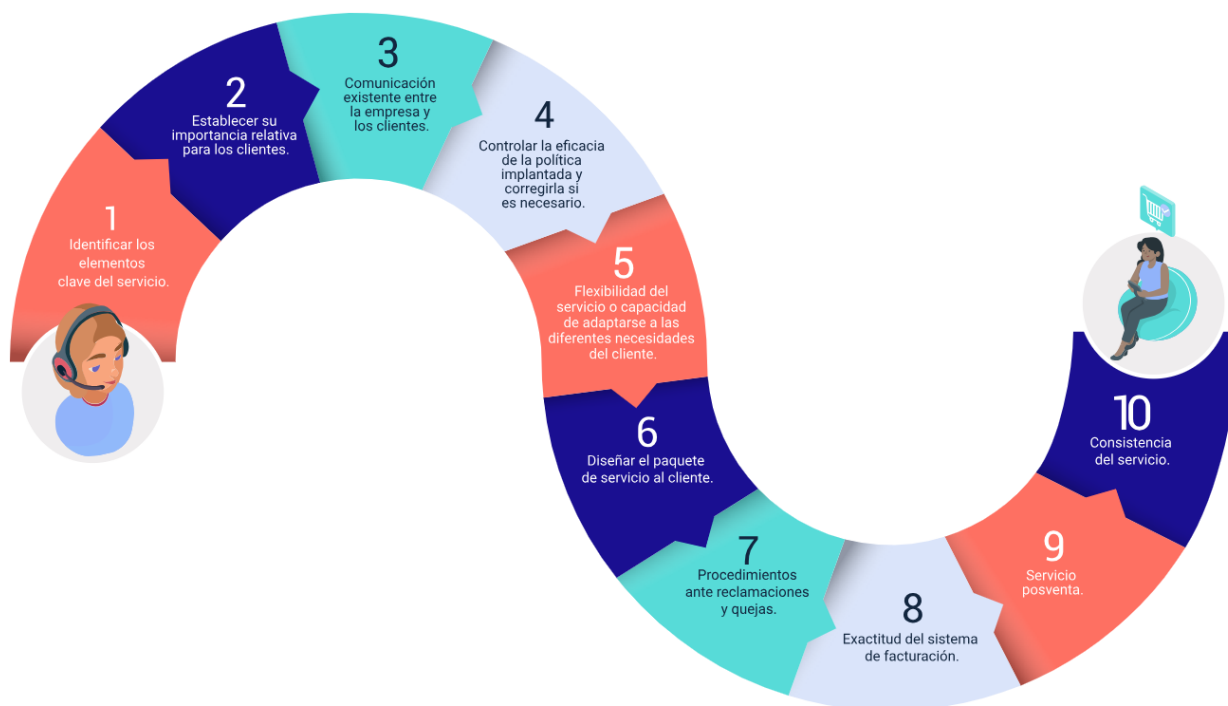 1
Identificar los
elementos
clave del servicio.
2
Establecer su
importancia relativa
para los clientes.
3
Comunicación
existente entre
la empresa y
los clientes.
4
Controlar la eficacia
de la política
implantada y
corregirla si
es necesario.
5
Flexibilidad del
servicio o capacidad
de adaptarse a las
diferentes necesidades
del cliente.
6
Diseñar el paquete
de servicio al cliente.
7
Procedimientos
ante reclamaciones
y quejas.
8
Exactitud del sistema
de facturación.
9
Servicio
posventa.
10
Consistencia
del servicio.